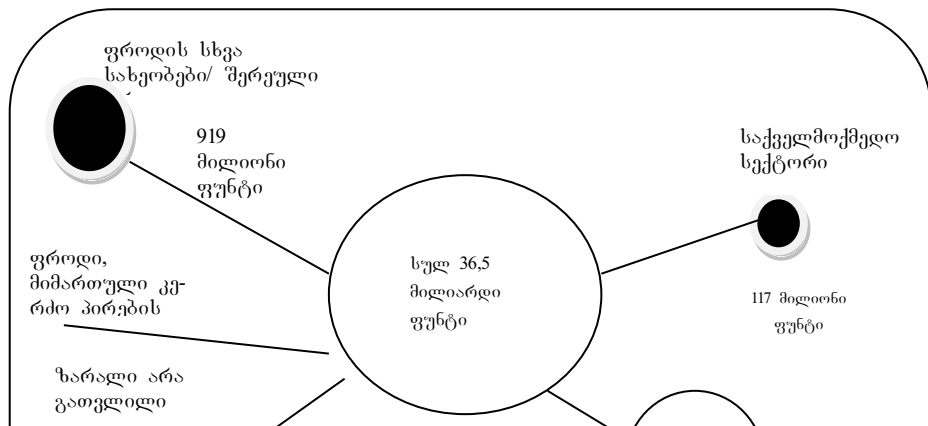 ფროდის სხვა
სახეობები/ შერეული
919
მილიონი
ფუნტი
საქველმოქმედო
სექტორი
ფროდი,
მიმართული კე-
რძო პირების
სულ 36,5
მილიარდი
ფუნტი
117 მილიონი
ფუნტი
ზარალი არა
გათვლილი